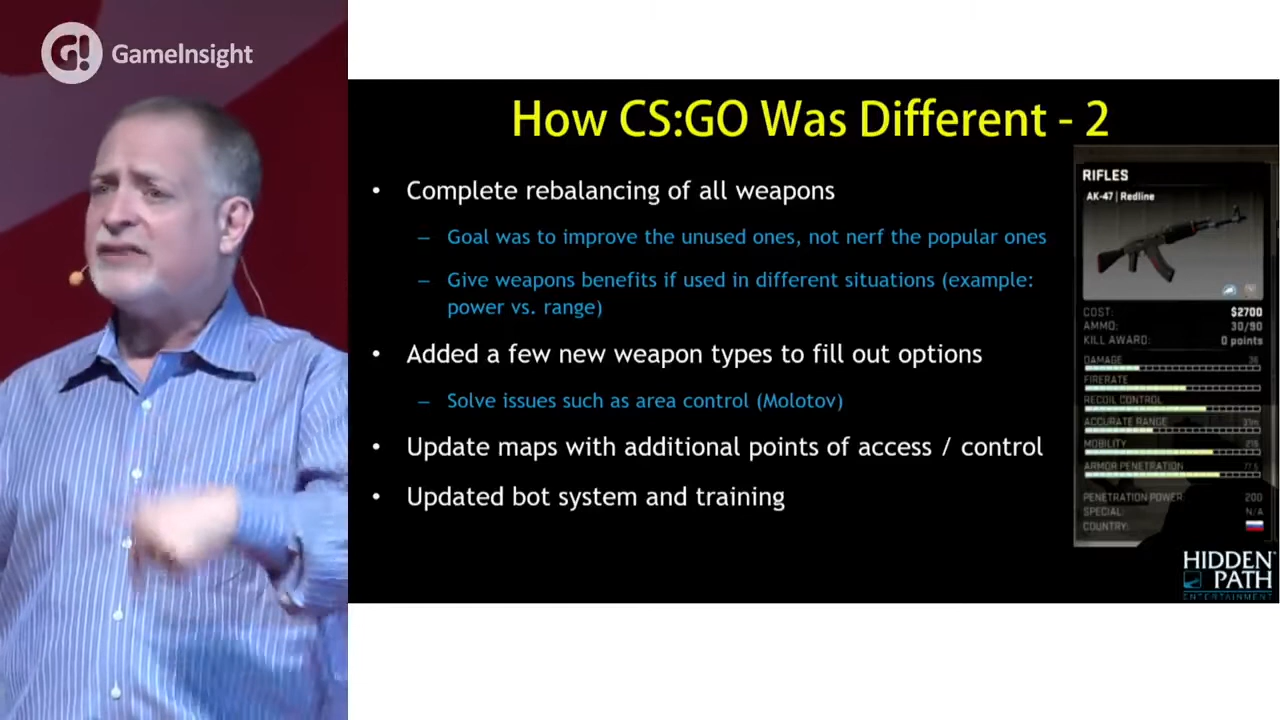 G! GameInsight
How CS:GO Was Different - 2
• Complete rebalancing of all weapons
– Goal was to improve the unused ones, not nerf the popular ones
– Give weapons benefits if used in different situations (example:
power vs. range)
• Added a few new weapon types to fill out options
– Solve issues such as area control (Molotov)
• Update maps with additional points of access / control
• Updated bot system and training
RIFLES
AK-47 | Redline
COST: $2700
AMMO: 30/90
KILL AWARD: 0 points
DAMAGE 36
FIRERATE
RECOIL CONTROL
ACCURATE RANGE
MOBILITY
ARMOR PENETRATION 77.5
PENETRATION POWER: 200
SPECIAL: N/A
COUNTRY:
HIDDEN
PATH
ENTERTAINMENT